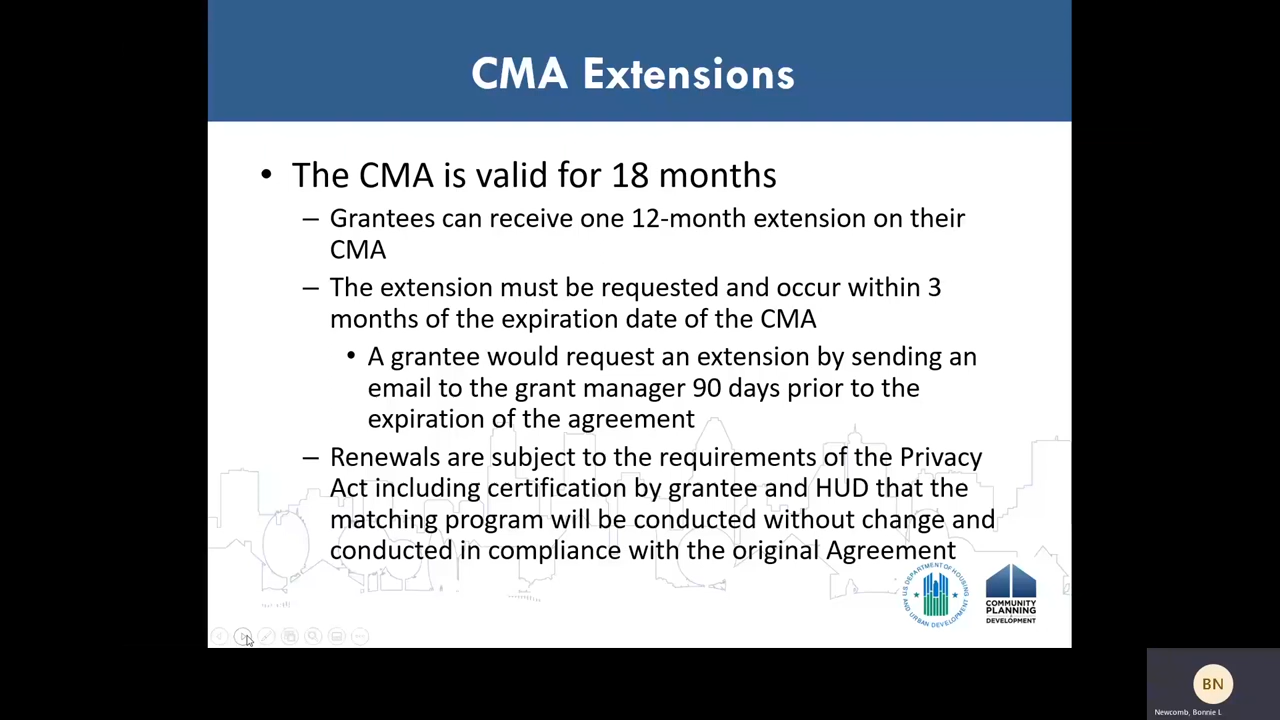 CMA Extensions
• The CMA is valid for 18 months
– Grantees can receive one 12-month extension on their
CMA
– The extension must be requested and occur within 3
months of the expiration date of the CMA
• A grantee would request an extension by sending an
email to the grant manager 90 days prior to the
expiration of the agreement
– Renewals are subject to the requirements of the Privacy
Act including certification by grantee and HUD that the
matching program will be conducted without change and
conducted in compliance with the original Agreement
U.S. DEPARTMENT OF HOUSING
AND URBAN DEVELOPMENT
COMMUNITY
PLANNING
DEVELOPMENT
BN
Newcomb, Bonnie L